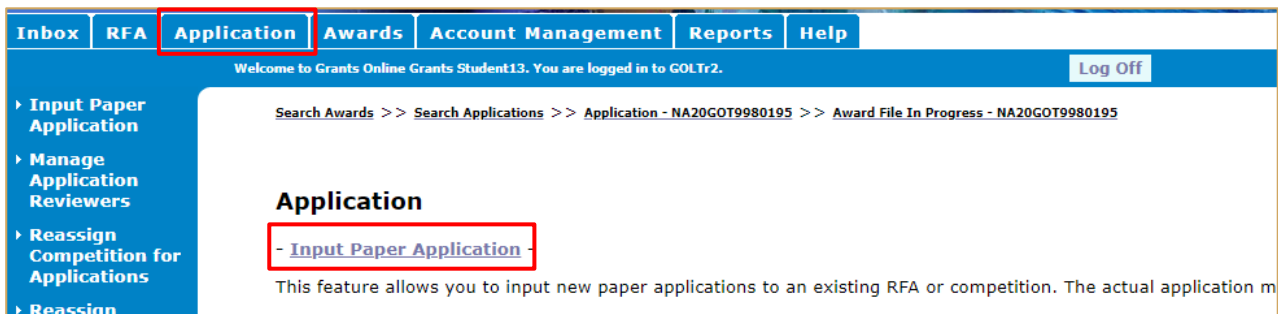 Inbox RFA Application Awards Account Management Reports Help
Welcome to Grants Online Grants Student13. You are logged in to GOLTr2.
Log Off
Input Paper
Application
Manage
Application
Reviewers
Reassign
Competition for
Applications
Reassign
Search Awards >> Search Applications >> Application - NA20GOT9980195 >> Award File In Progress - NA20GOT9980195
Application
- Input Paper Application -
This feature allows you to input new paper applications to an existing RFA or competition. The actual application m